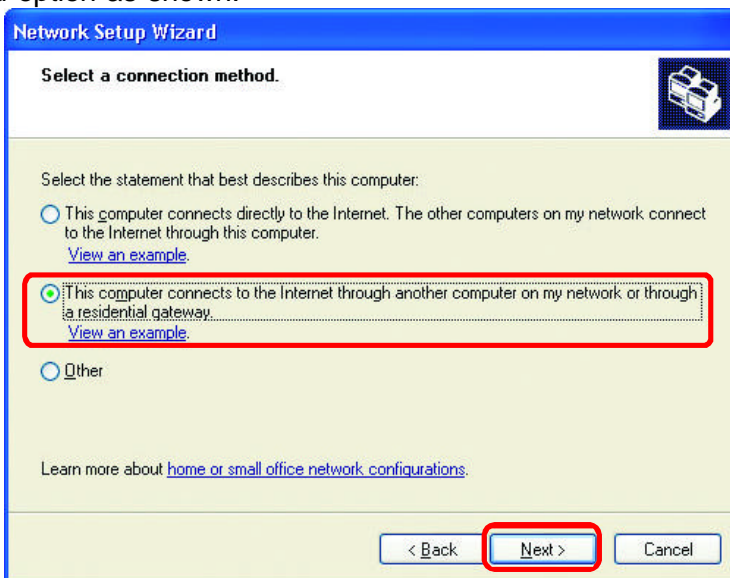 option as shown.
Network Setup Wizard
Select a connection method.
Select the statement that best describes this computer:
This computer connects directly to the Internet. The other computers on my network connect
to the Internet through this computer.
View an example.
This computer connects to the Internet through another computer on my network or through
a residential gateway.
View an example.
Other
Learn more about home or small office network configurations.
< Back
Next >
Cancel